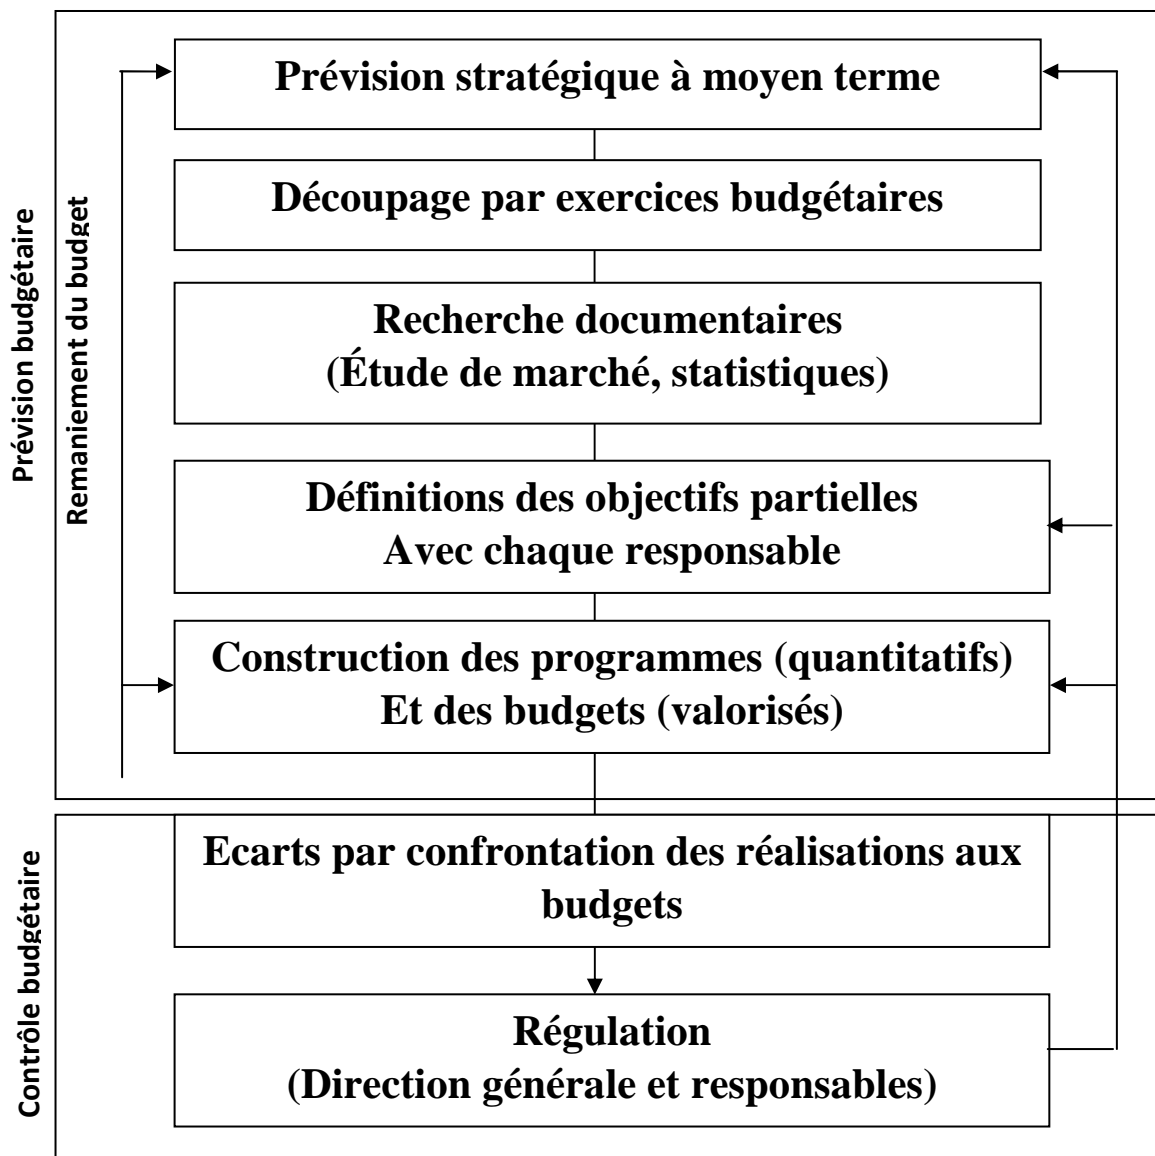 Prévision budgétaire
Remaniement du budget
Prévision stratégique à moyen terme
Découpage par exercices budgétaires
Recherche documentaires
(Étude de marché, statistiques)
Définitions des objectifs partielles
Avec chaque responsable
Construction des programmes (quantitatifs)
Et des budgets (valorisés)
Contrôle budgétaire
Ecarts par confrontation des réalisations aux
budgets
Régulation
(Direction générale et responsables)